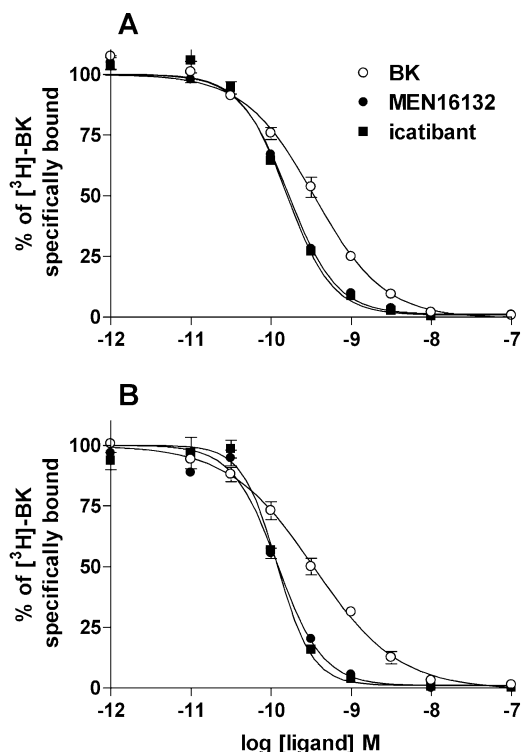 A
BK
MEN16132
icatibant
% of [³H]-BK
specifically bound
100
75
50
25
0
-12 -11 -10 -9 -8 -7
B
% of [³H]-BK
specifically bound
100
75
50
25
0
-12 -11 -10 -9 -8 -7
log [ligand] M